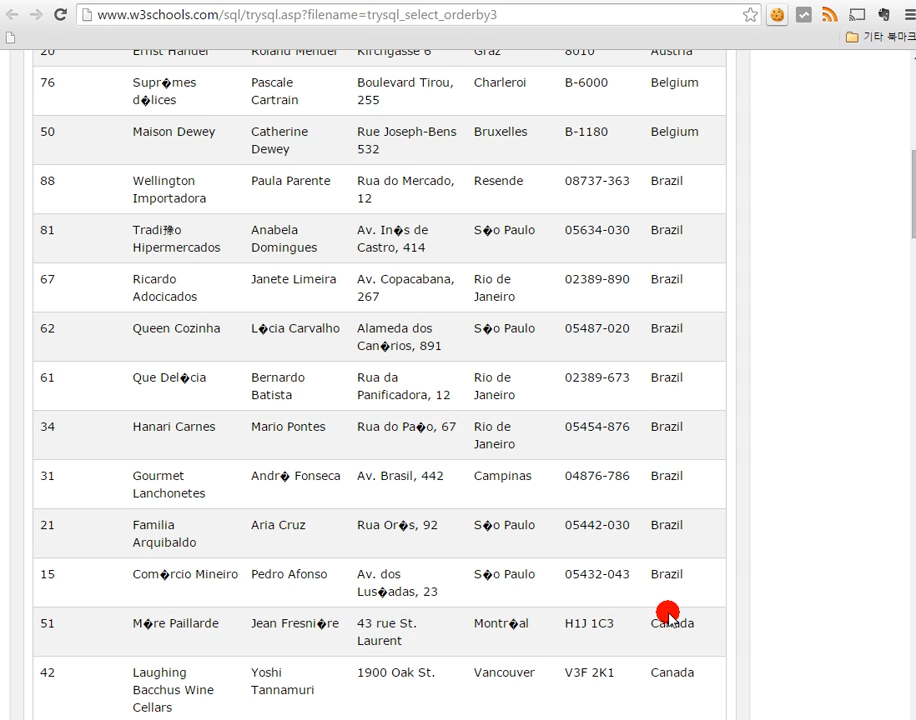 www.w3schools.com/sql/trysql.asp?filename=trysql_select_orderby3
기타 북마크
20 Ernst Handel Roland Mendel Kirchgasse 6 Graz 8010 Austria
76 Supr�mes Pascale Boulevard Tirou, Charleroi B-6000 Belgium
d�lices Cartrain 255
50 Maison Dewey Catherine Rue Joseph-Bens Bruxelles B-1180 Belgium
Dewey 532
88 Wellington Paula Parente Rua do Mercado, Resende 08737-363 Brazil
Importadora 12
81 Tradi豫o Anabela Av. In�s de S�o Paulo 05634-030 Brazil
Hipermercados Domingues Castro, 414
67 Ricardo Janete Limeira Av. Copacabana, Rio de 02389-890 Brazil
Adocicados 267 Janeiro
62 Queen Cozinha L�cia Carvalho Alameda dos S�o Paulo 05487-020 Brazil
Can�rios, 891
61 Que Del�cia Bernardo Rua da Rio de 02389-673 Brazil
Batista Panificadora, 12 Janeiro
34 Hanari Carnes Mario Pontes Rua do Pa�o, 67 Rio de 05454-876 Brazil
Janeiro
31 Gourmet Andr� Fonseca Av. Brasil, 442 Campinas 04876-786 Brazil
Lanchonetes
21 Familia Aria Cruz Rua Or�s, 92 S�o Paulo 05442-030 Brazil
Arquibaldo
15 Com�rcio Mineiro Pedro Afonso Av. dos S�o Paulo 05432-043 Brazil
Lus�adas, 23
51 M�re Paillarde Jean Fresni�re 43 rue St. Montr�al H1J 1C3 Canada
Laurent
42 Laughing Yoshi 1900 Oak St. Vancouver V3F 2K1 Canada
Bacchus Wine Tannamuri
Cellars